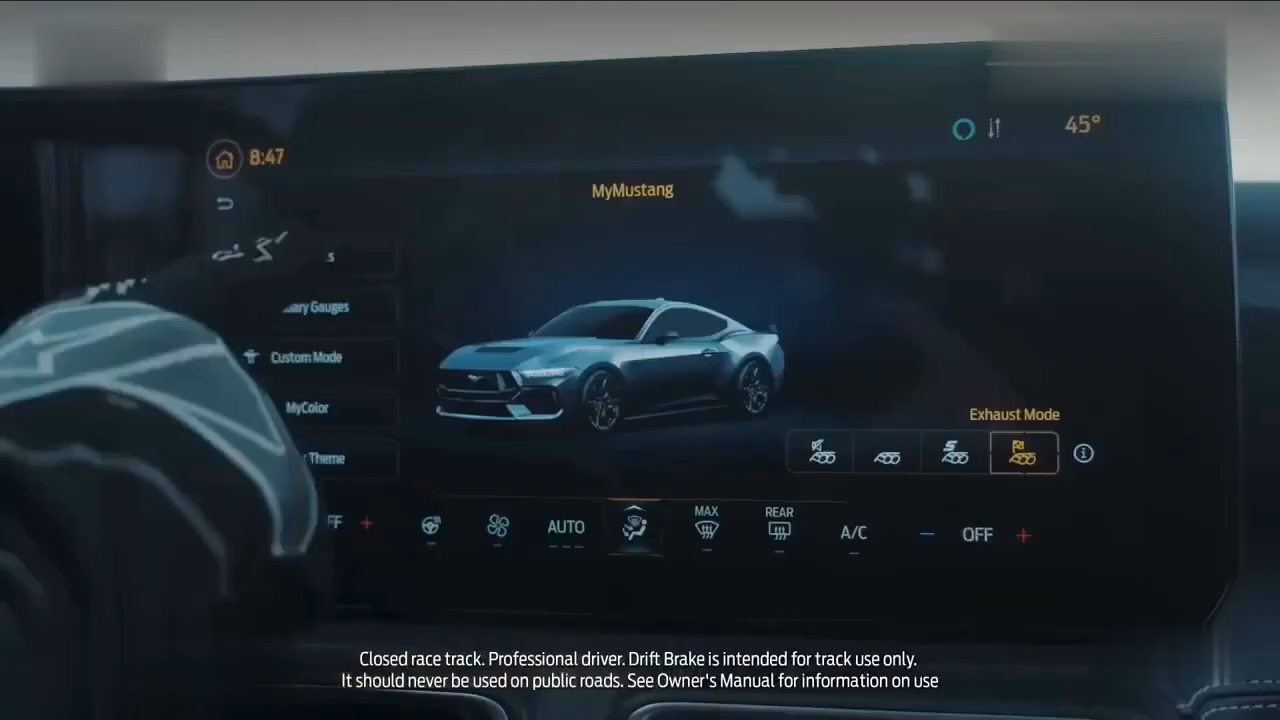 45°
8:47
MyMustang
Gauges
Custom Mode
MyColor
Theme
Exhaust Mode
S
AUTO
MAX
REAR
A/C
OFF
Closed race track. Professional driver. Drift Brake is intended for track use only.
It should never be used on public roads. See Owner's Manual for information on use